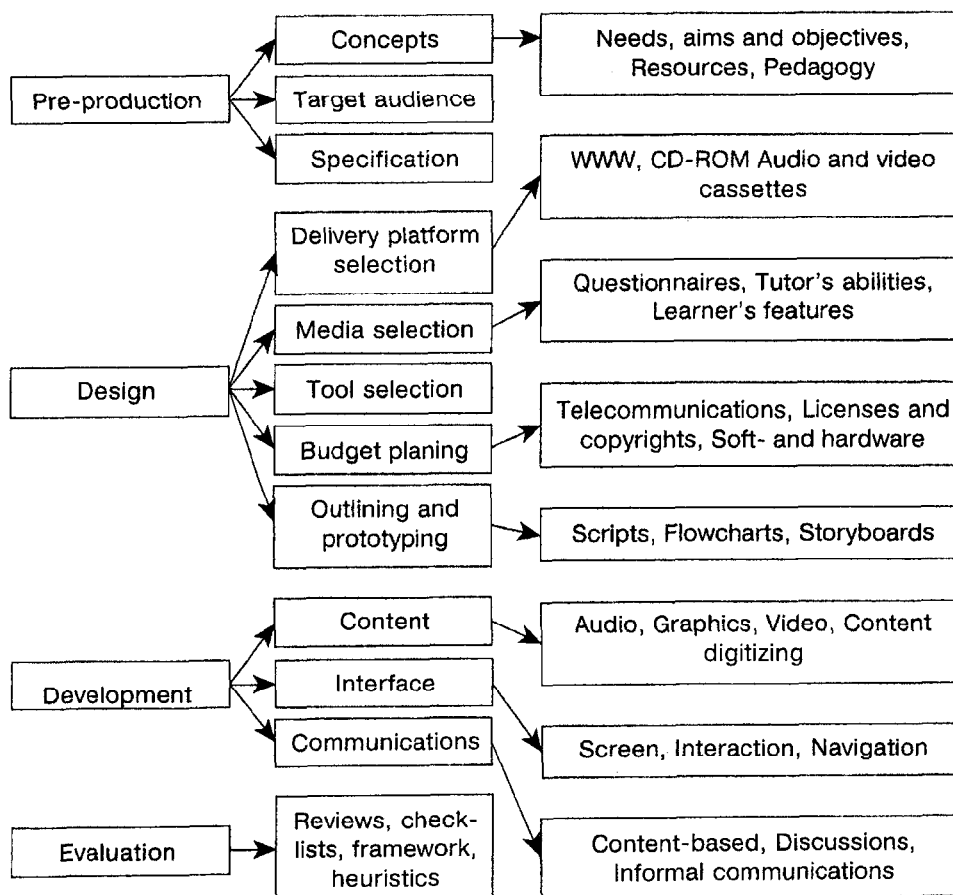 Pre-production
Concepts
Needs, aims and objectives,
Resources, Pedagogy
Target audience
Specification
Design
Delivery platform
selection
WWW, CD-ROM Audio and video
cassettes
Media selection
Questionnaires, Tutor's abilities,
Learner's features
Tool selection
Budget planing
Telecommunications, Licenses and
copyrights, Soft- and hardware
Outlining and
prototyping
Scripts, Flowcharts, Storyboards
Development
Content
Audio, Graphics, Video, Content
digitizing
Interface
Screen, Interaction, Navigation
Communications
Content-based, Discussions,
Informal communications
Evaluation
Reviews, check-
lists, framework,
heuristics